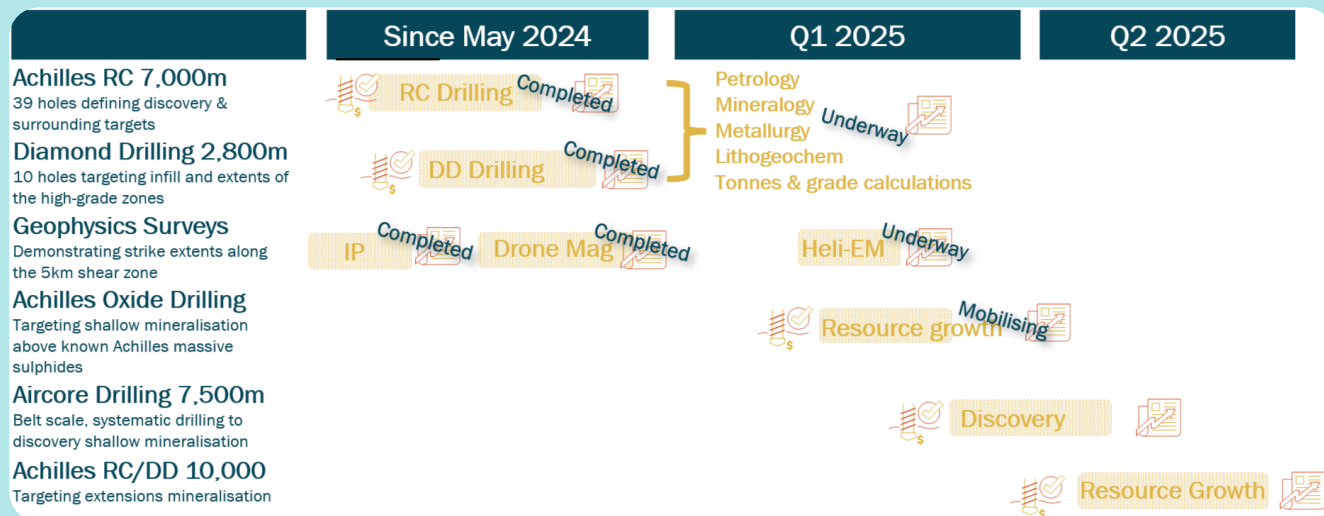 Since May 2024
Q1 2025
Q2 2025
Achilles RC 7,000m
39 holes defining discovery &
surrounding targets
RC Drilling
Completed
Petrology
Mineralogy
Metallurgy
Lithogeochem
Tonnes & grade calculations
Underway
Diamond Drilling 2,800m
10 holes targeting infill and extents of
the high-grade zones
DD Drilling
Completed
Geophysics Surveys
Demonstrating strike extents along
the 5km shear zone
IP
Completed
Drone Mag
Completed
Heli-EM
Underway
Achilles Oxide Drilling
Targeting shallow mineralisation
above known Achilles massive
sulphides
Resource growth
Mobilising
Aircore Drilling 7,500m
Belt scale, systematic drilling to
discovery shallow mineralisation
Discovery
Achilles RC/DD 10,000
Targeting extensions mineralisation
Resource Growth
$
$
$
$
$